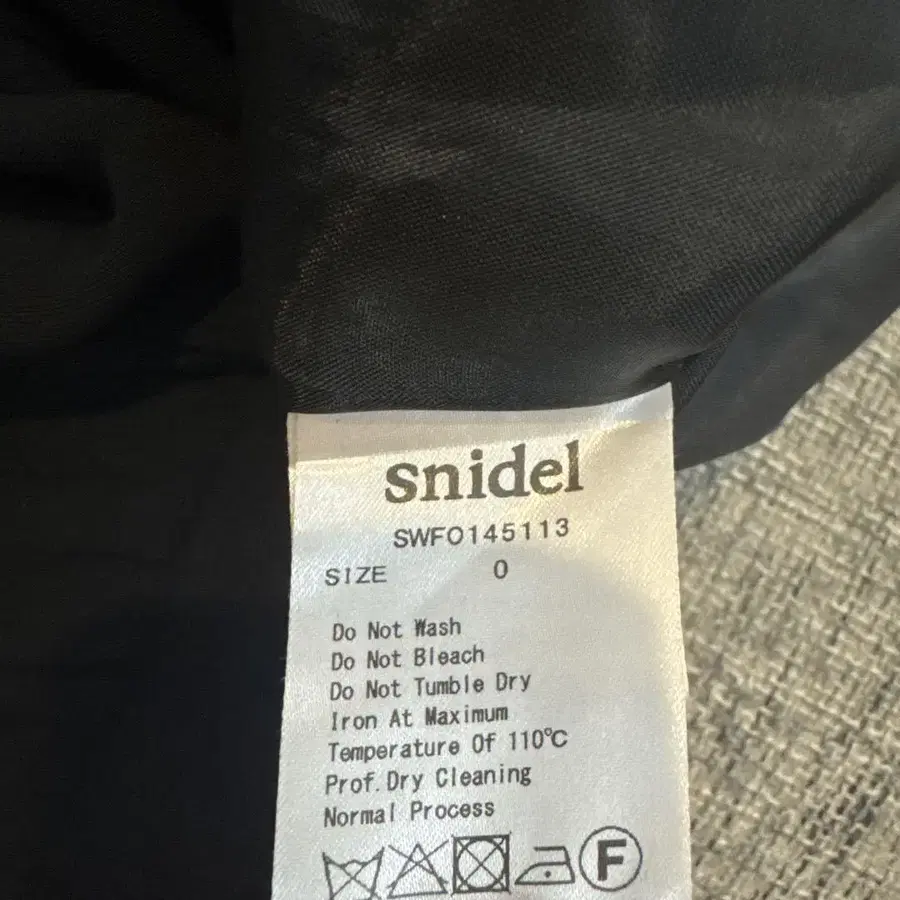 snidel
SWFO145113
SIZE 0
Do Not Wash
Do Not Bleach
Do Not Tumble Dry
Iron At Maximum
Temperature Of 110℃
Prof. Dry Cleaning
Normal Process
F